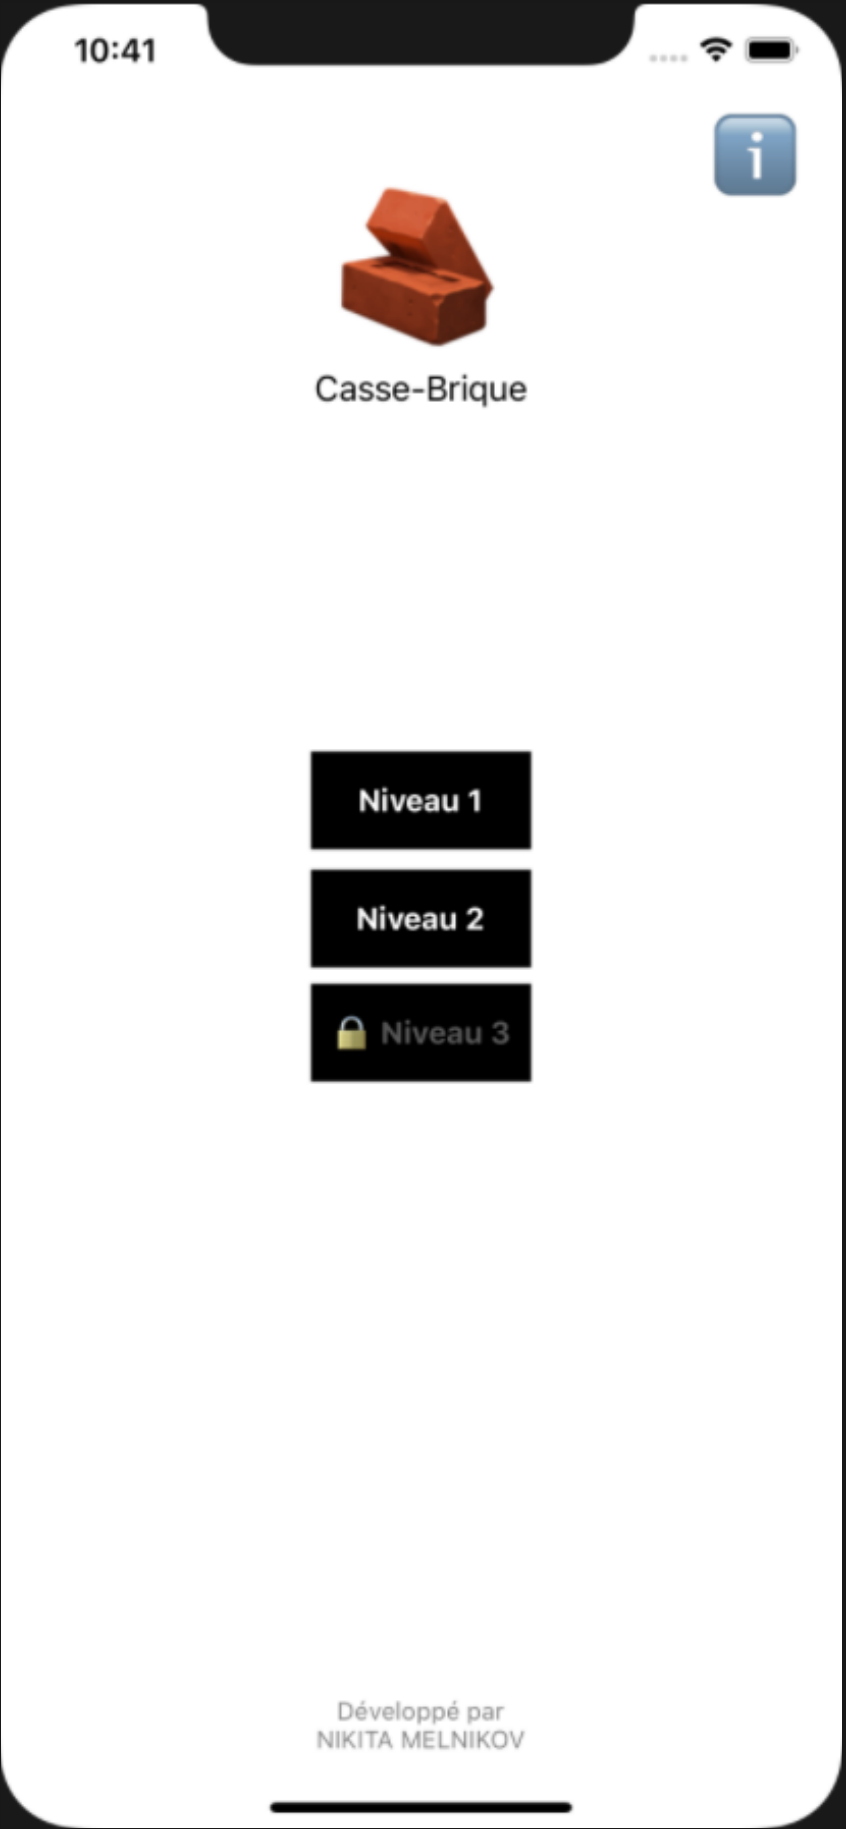 10:41
i
Casse-Brique
Niveau 1
Niveau 2
🔒 Niveau 3
Développé par
NIKITA MELNIKOV